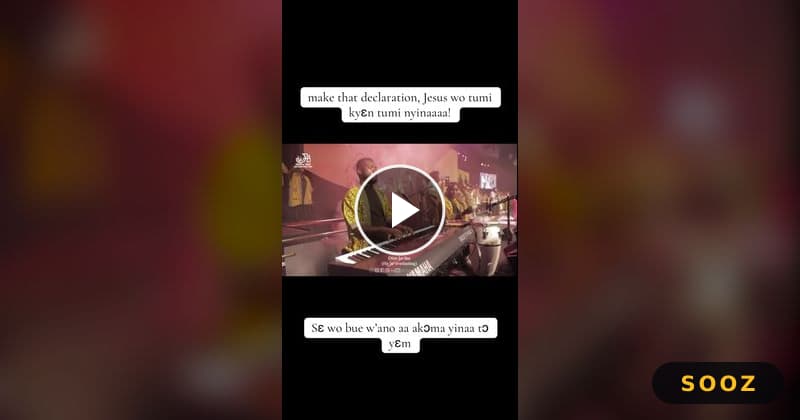 make that declaration, Jesus wo tumi
kyɛn tumi nyinaaaa!
YAMAHA
Sɛ wo bue w'ano aa akɔma yinaa tɔ
yɛm
SOOZ